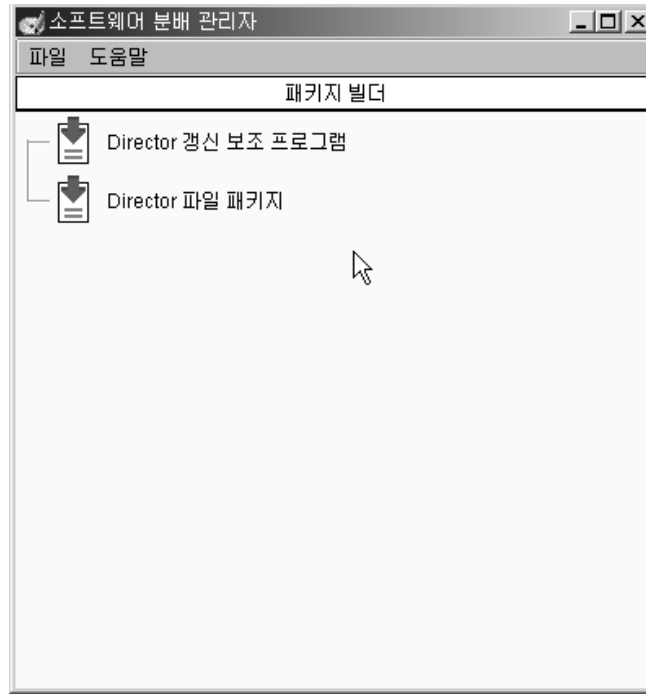 소프트웨어 분배 관리자
파일 도움말
패키지 빌더
Director 갱신 보조 프로그램
Director 파일 패키지